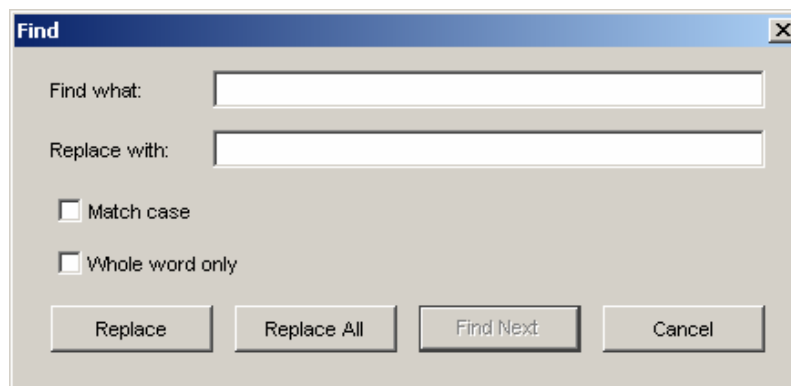 Find
Find what:
Replace with:
Match case
Whole word only
Replace Replace All Find Next Cancel